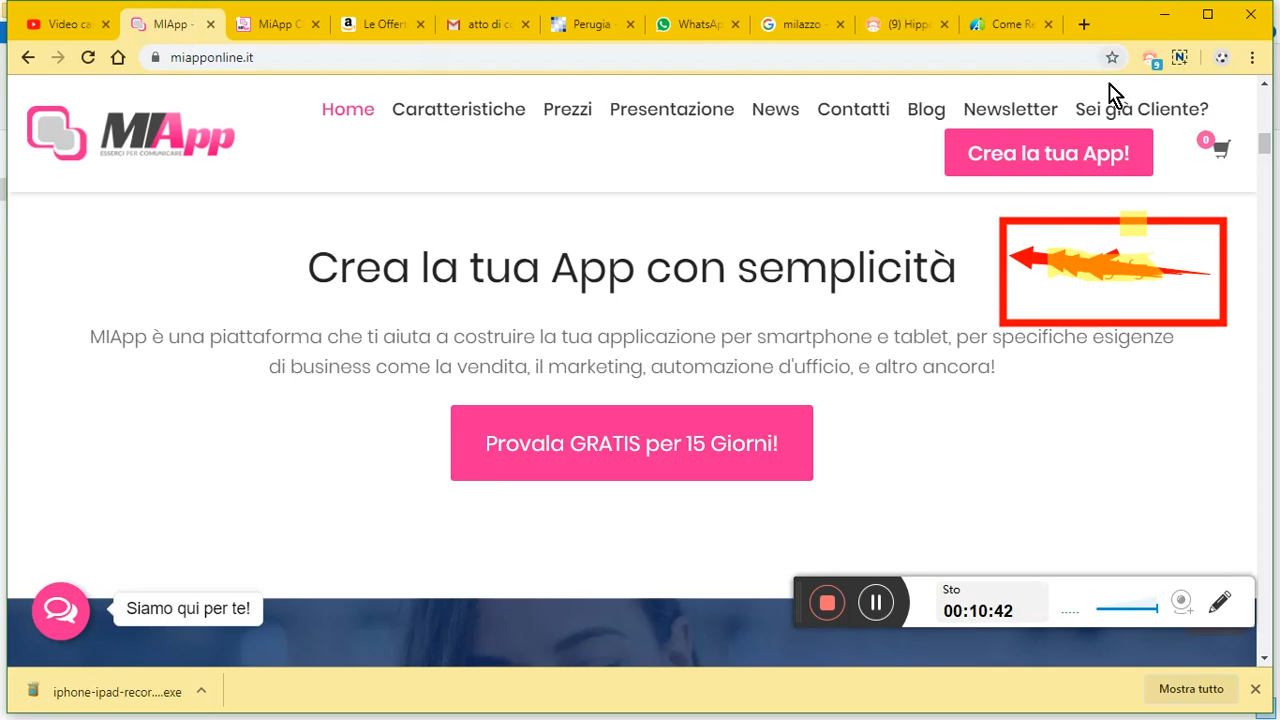 Video ca
MIApp -
MiApp C
Le Offert
atto di co
Perugia -
WhatsAp
milazzo -
(9) Hippo
Come Re
miapponline.it
9
MIApp
ESSERCI PER COMUNICARE
Home
Caratteristiche
Prezzi
Presentazione
News
Contatti
Blog
Newsletter
Sei già Cliente?
Crea la tua App!
0
Crea la tua App con semplicità
MIApp è una piattaforma che ti aiuta a costruire la tua applicazione per smartphone e tablet, per specifiche esigenze
di business come la vendita, il marketing, automazione d'ufficio, e altro ancora!
Provala GRATIS per 15 Giorni!
Siamo qui per te!
Sto
00:10:42
iphone-ipad-recor....exe
Mostra tutto